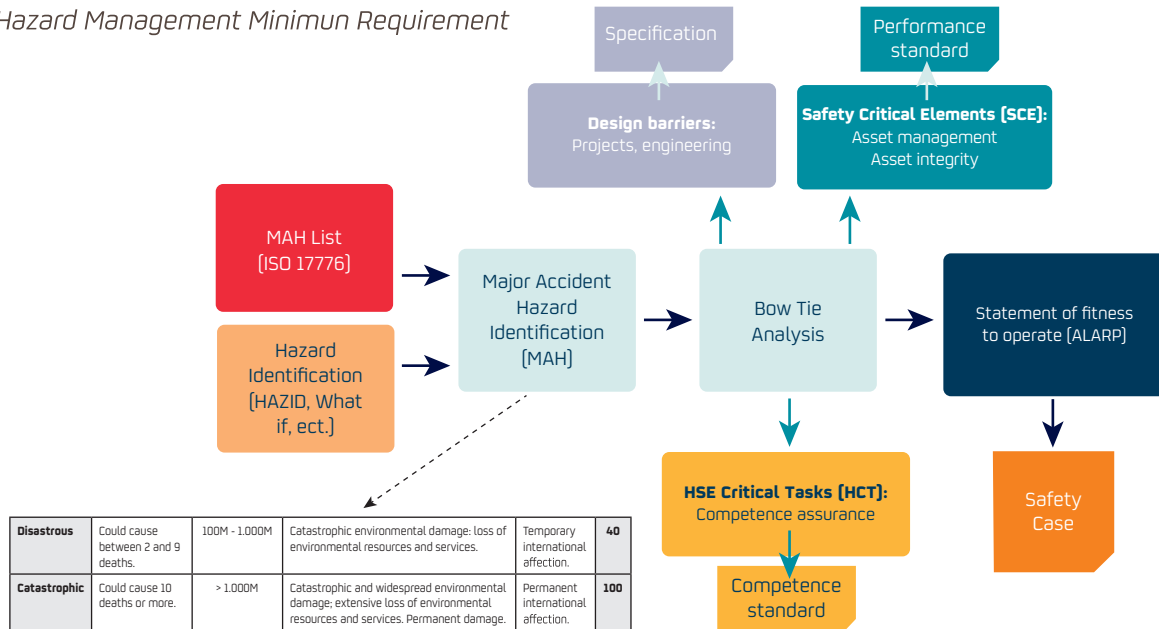 Hazard Management Minimun Requirement
Specification
Performance
standard
Design barriers:
Projects, engineering
Safety Critical Elements (SCE):
Asset management
Asset integrity
MAH List
(ISO 17776)
Major Accident
Hazard
Identification
(MAH)
Bow Tie
Analysis
Statement of fitness
to operate (ALARP)
Hazard
Identification
(HAZID, What
if, ect.)
HSE Critical Tasks (HCT):
Competence assurance
Safety
Case
Competence
standard
Disastrous
Could cause
between 2 and 9
deaths.
100M - 1.000M
Catastrophic environmental damage: loss of
environmental resources and services.
Temporary
international
affection.
40
Catastrophic
Could cause 10
deaths or more.
> 1.000M
Catastrophic and widespread environmental
damage; extensive loss of environmental
resources and services. Permanent damage.
Permanent
international
affection.
100